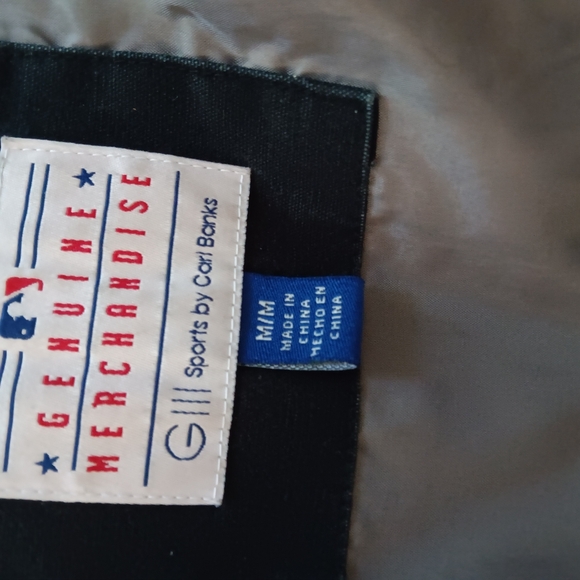 GENUINE
MERCHANDISE
GIII Sports by Carl Banks
M/M
MADE IN
CHINA
HECHO EN
CHINA